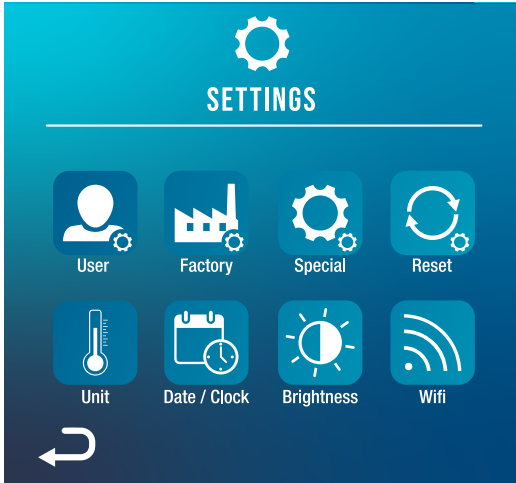 SETTINGS
User Factory Special Reset
Unit Date / Clock Brightness Wifi